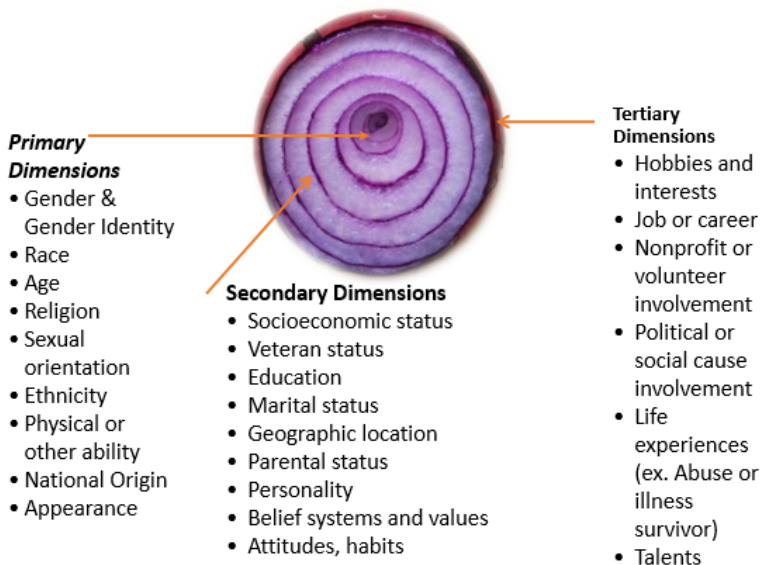 Primary
Dimensions
• Gender &
Gender Identity
• Race
• Age
• Religion
• Sexual
orientation
• Ethnicity
• Physical or
other ability
• National Origin
• Appearance
Secondary Dimensions
• Socioeconomic status
• Veteran status
• Education
• Marital status
• Geographic location
• Parental status
• Personality
• Belief systems and values
• Attitudes, habits
Tertiary
Dimensions
• Hobbies and
interests
• Job or career
• Nonprofit or
volunteer
involvement
• Political or
social cause
involvement
• Life
experiences
(ex. Abuse or
illness
survivor)
• Talents